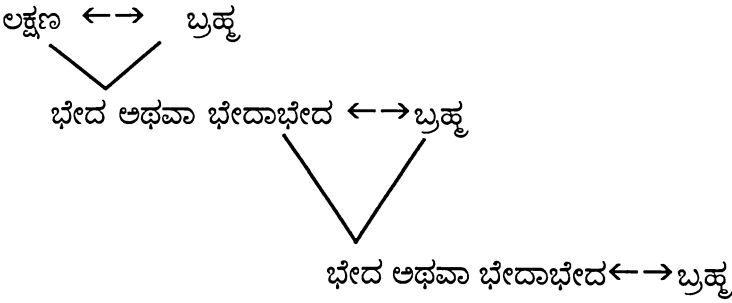 ಲಕ್ಷಣ ←→ ಬ್ರಹ್ಮ
ಭೇದ ಅಥವಾ ಭೇದಾಭೇದ ←→ ಬ್ರಹ್ಮ
ಭೇದ ಅಥವಾ ಭೇದಾಭೇದ←→ ಬ್ರಹ್ಮ